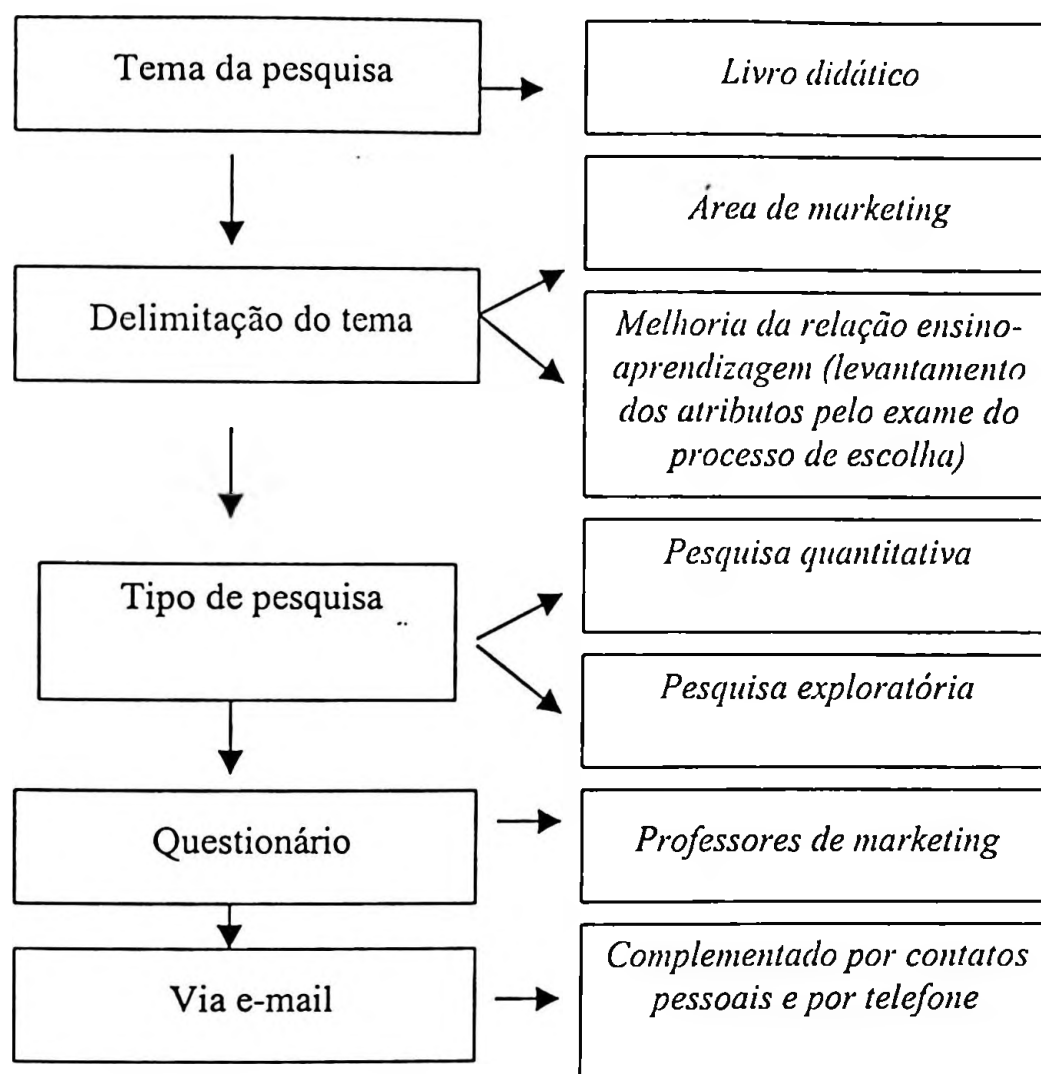 Tema da pesquisa
Livro didático
Área de marketing
Delimitação do tema
Melhoria da relação ensino-
aprendizagem (levantamento
dos atributos pelo exame do
processo de escolha)
Pesquisa quantitativa
Tipo de pesquisa
Pesquisa exploratória
Questionário
Professores de marketing
Via e-mail
Complementado por contatos
pessoais e por telefone